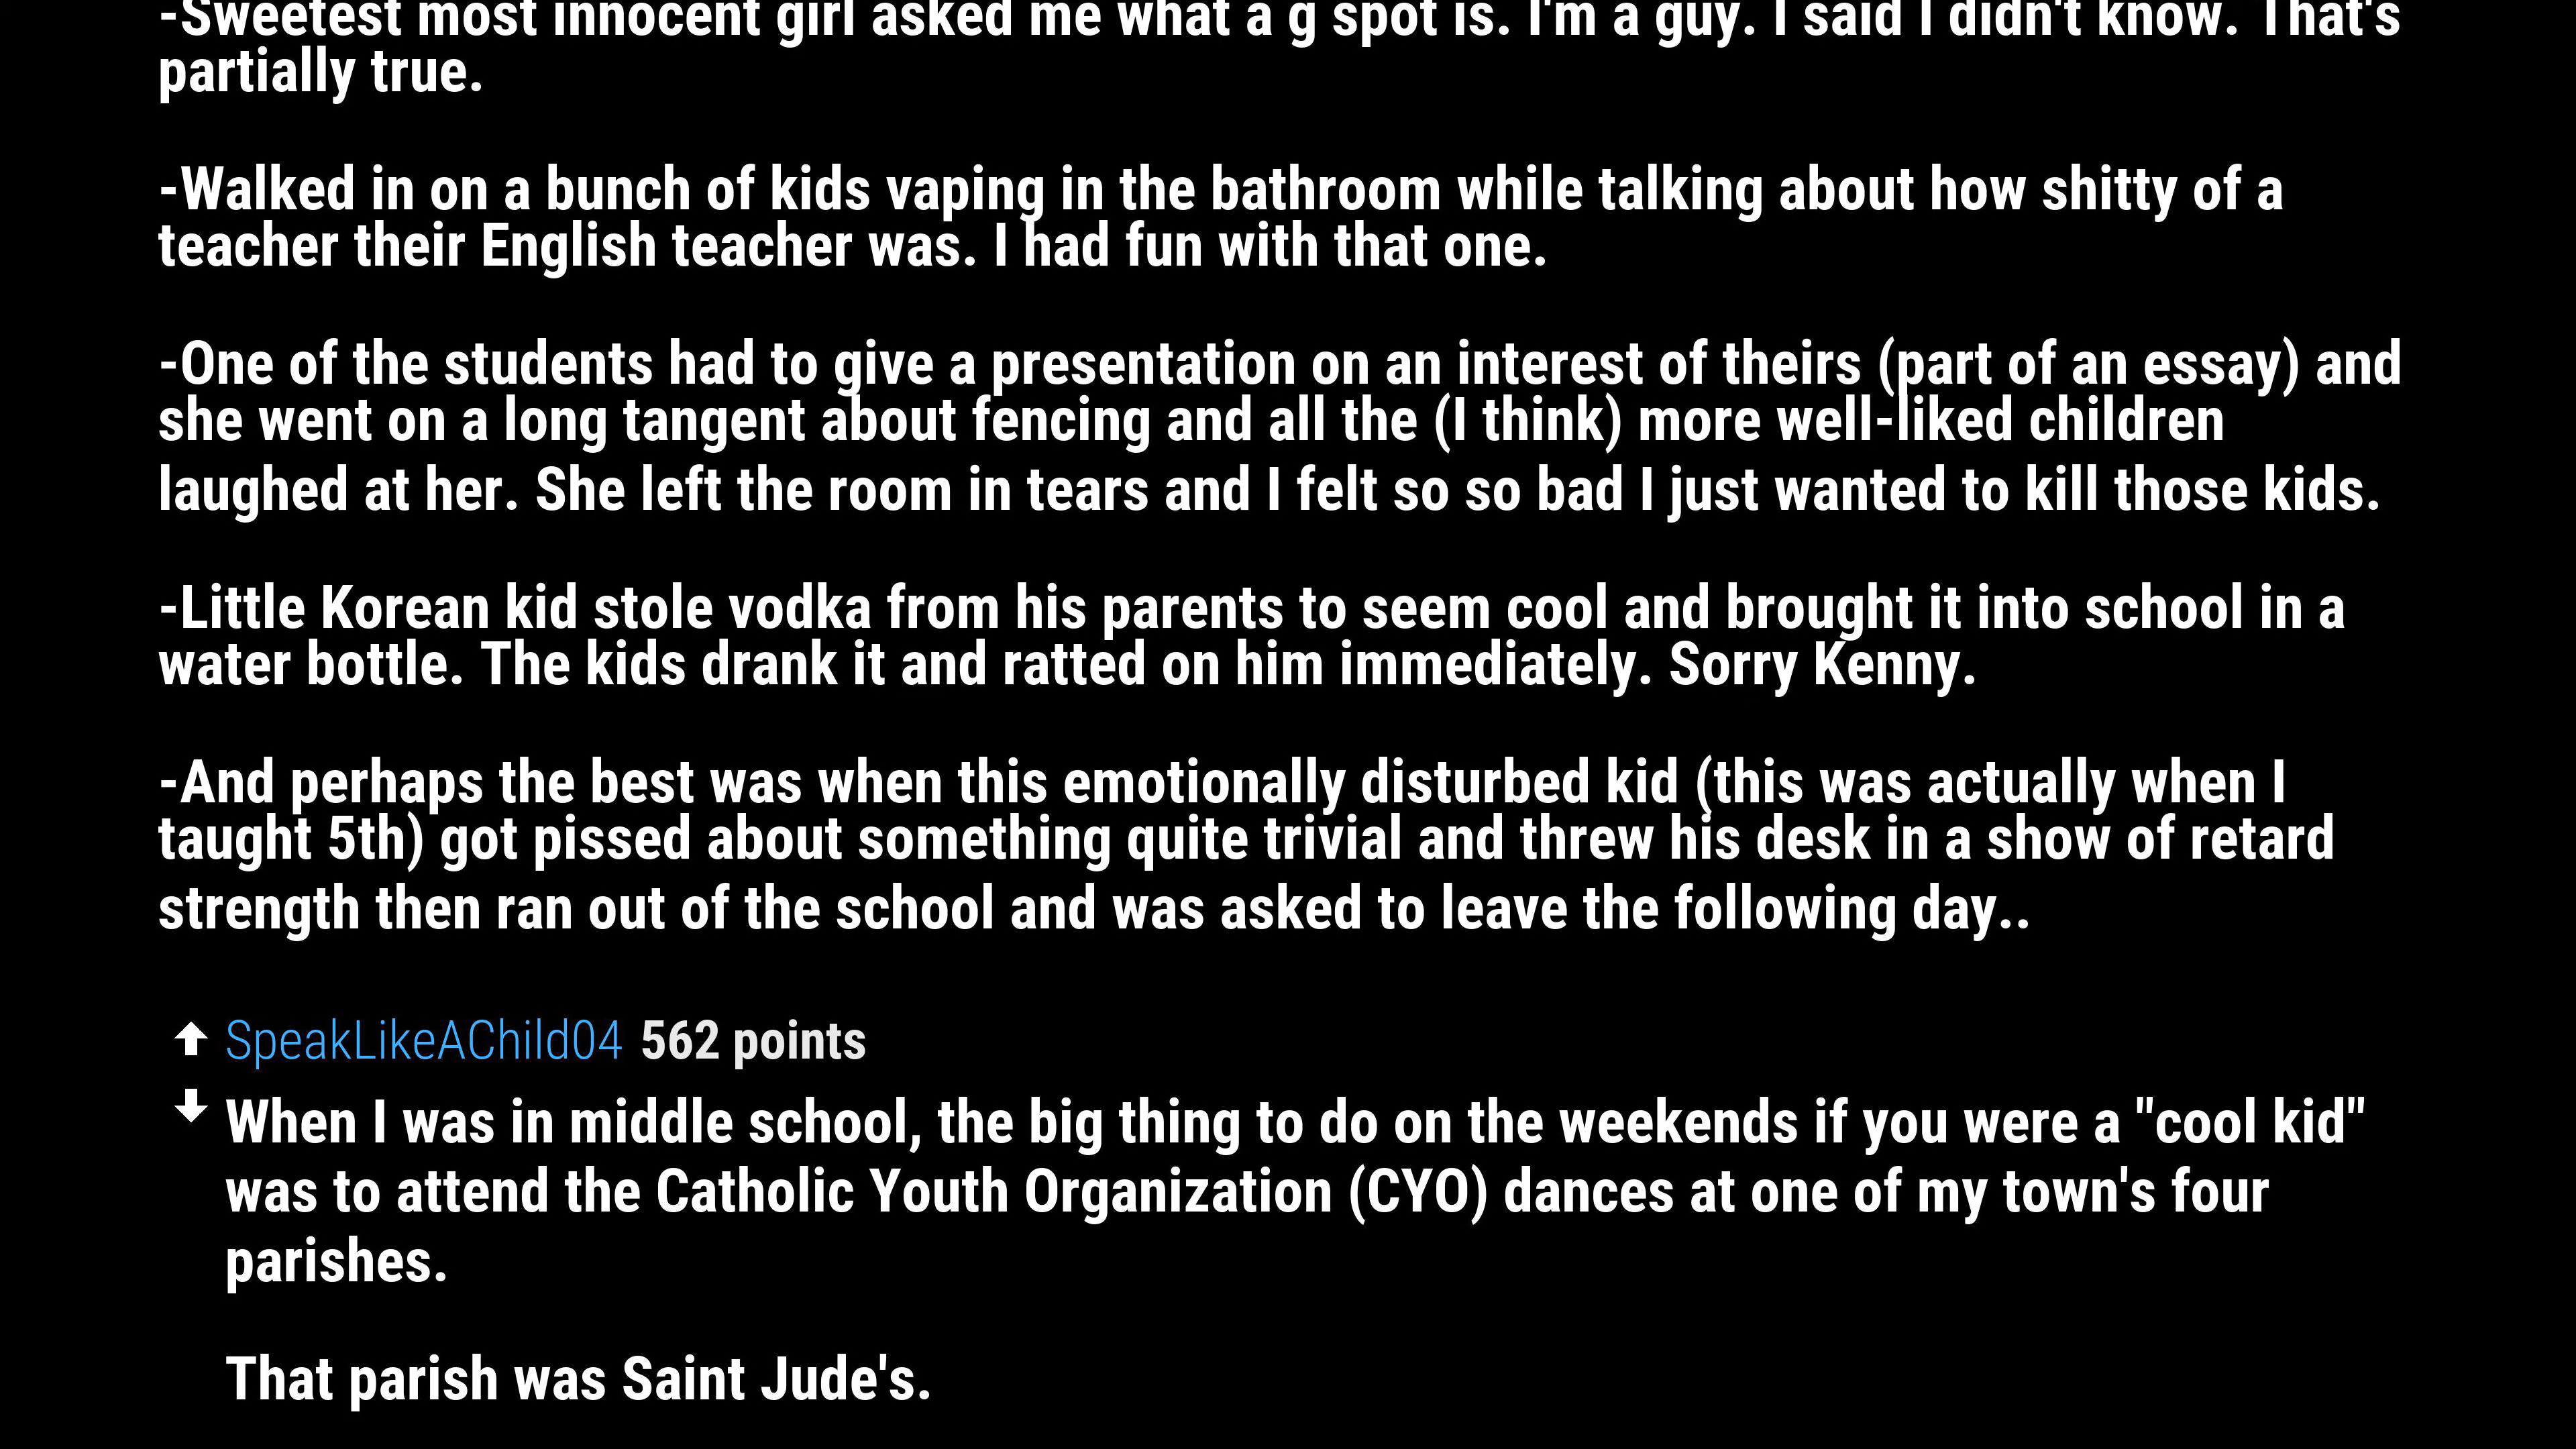 -Sweetest most innocent girl asked me what a g spot is. I'm a guy. I said I didn't know. That's
partially true.
-Walked in on a bunch of kids vaping in the bathroom while talking about how shitty of a
teacher their English teacher was. I had fun with that one.
-One of the students had to give a presentation on an interest of theirs (part of an essay) and
she went on a long tangent about fencing and all the (I think) more well-liked children
laughed at her. She left the room in tears and I felt so so bad I just wanted to kill those kids.
-Little Korean kid stole vodka from his parents to seem cool and brought it into school in a
water bottle. The kids drank it and ratted on him immediately. Sorry Kenny.
-And perhaps the best was when this emotionally disturbed kid (this was actually when I
taught 5th) got pissed about something quite trivial and threw his desk in a show of retard
strength then ran out of the school and was asked to leave the following day..
SpeakLikeAChild04 562 points
When I was in middle school, the big thing to do on the weekends if you were a "cool kid"
was to attend the Catholic Youth Organization (CYO) dances at one of my town's four
parishes.
That parish was Saint Jude's.